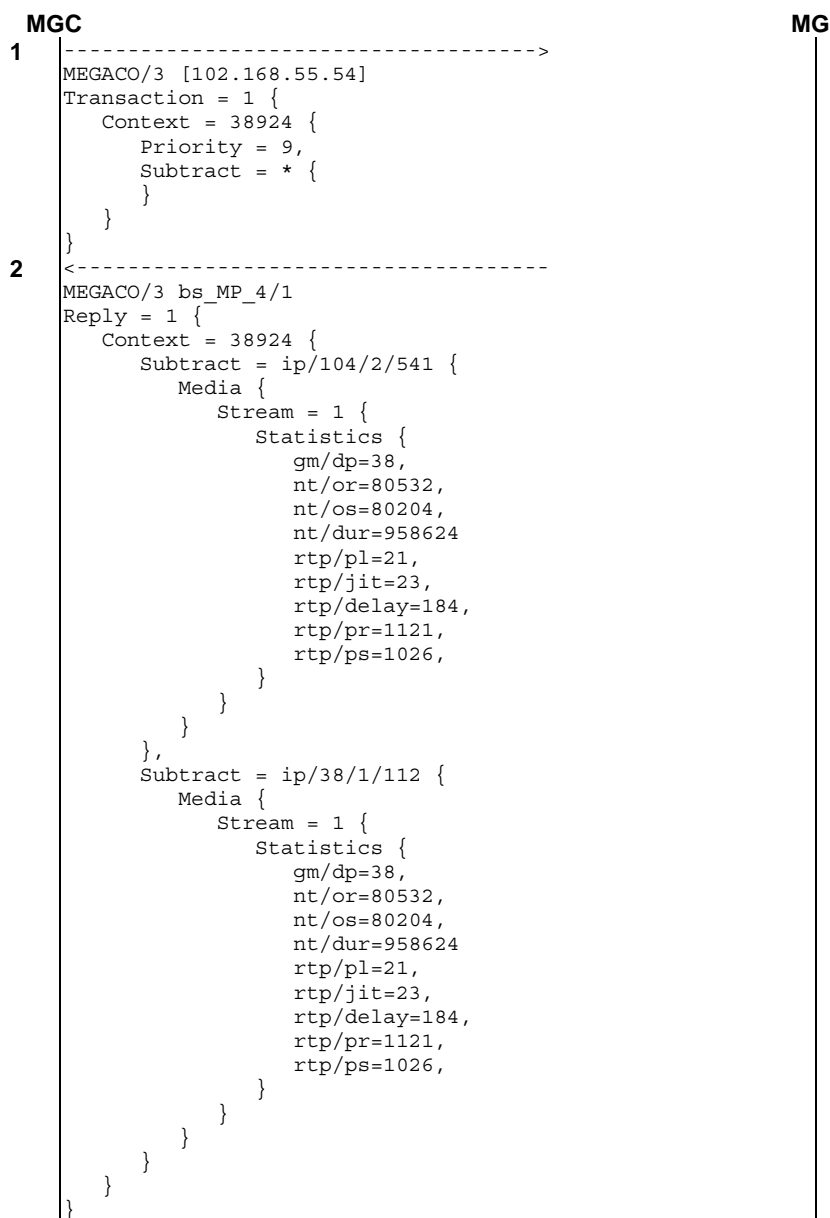 MGC MG
1 ------------------------------------->
MEGACO/3 [102.168.55.54]
Transaction = 1 {
   Context = 38924 {
      Priority = 9,
      Subtract = * {
      }
   }
}
2 <-------------------------------------
MEGACO/3 bs_MP_4/1
Reply = 1 {
   Context = 38924 {
      Subtract = ip/104/2/541 {
         Media {
            Stream = 1 {
               Statistics {
                  gm/dp=38,
                  nt/or=80532,
                  nt/os=80204,
                  nt/dur=958624
                  rtp/pl=21,
                  rtp/jit=23,
                  rtp/delay=184,
                  rtp/pr=1121,
                  rtp/ps=1026,
               }
            }
         }
      },
      Subtract = ip/38/1/112 {
         Media {
            Stream = 1 {
               Statistics {
                  gm/dp=38,
                  nt/or=80532,
                  nt/os=80204,
                  nt/dur=958624
                  rtp/pl=21,
                  rtp/jit=23,
                  rtp/delay=184,
                  rtp/pr=1121,
                  rtp/ps=1026,
               }
            }
         }
      }
   }
}